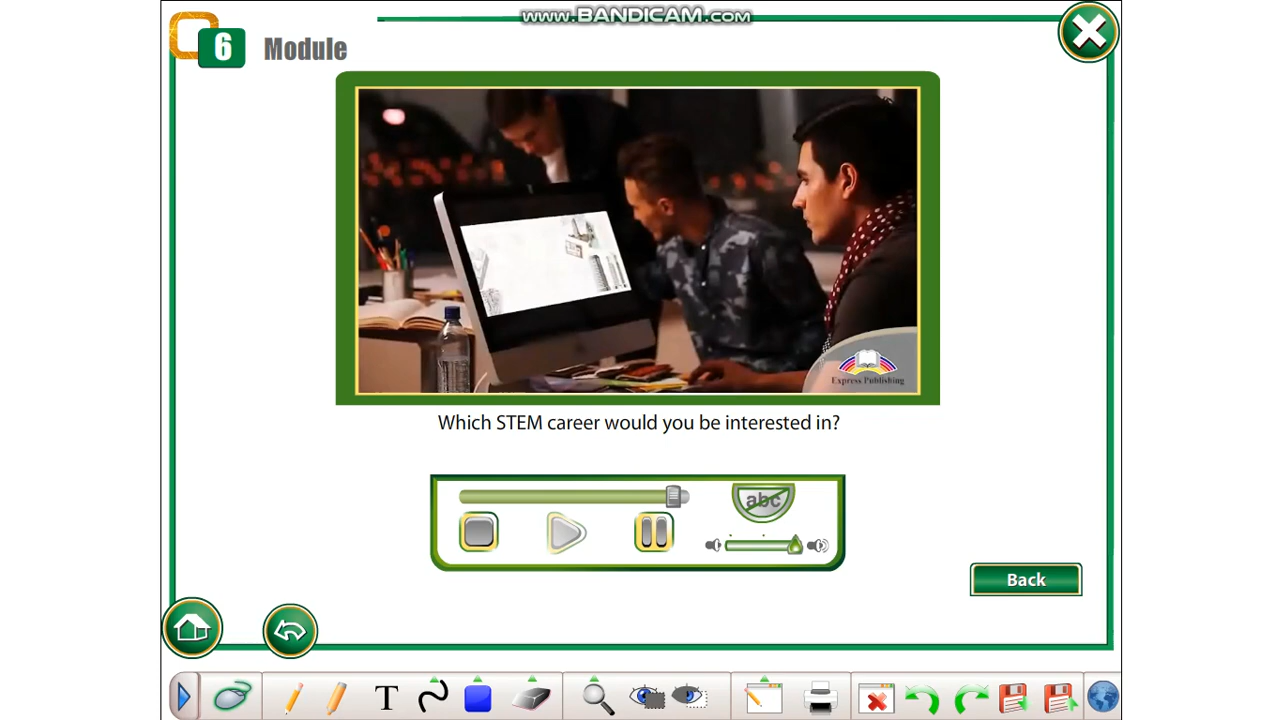 WWW.BANDICAM.COM
6 Module
Express Publishing
Which STEM career would you be interested in?
abc
Back
T